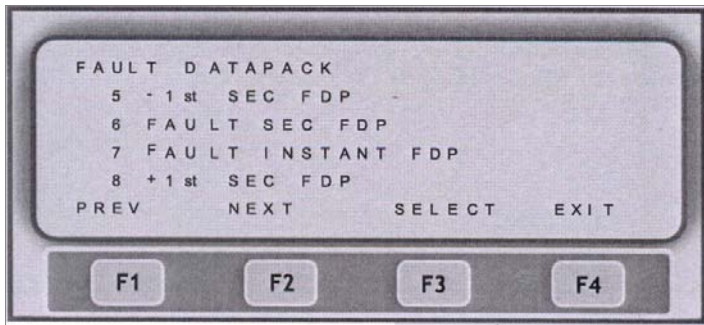 FAULT DATAPACK
5 -1st SEC FDP -
6 FAULT SEC FDP
7 FAULT INSTANT FDP
8 +1st SEC FDP
PREV NEXT SELECT EXIT
F1 F2 F3 F4